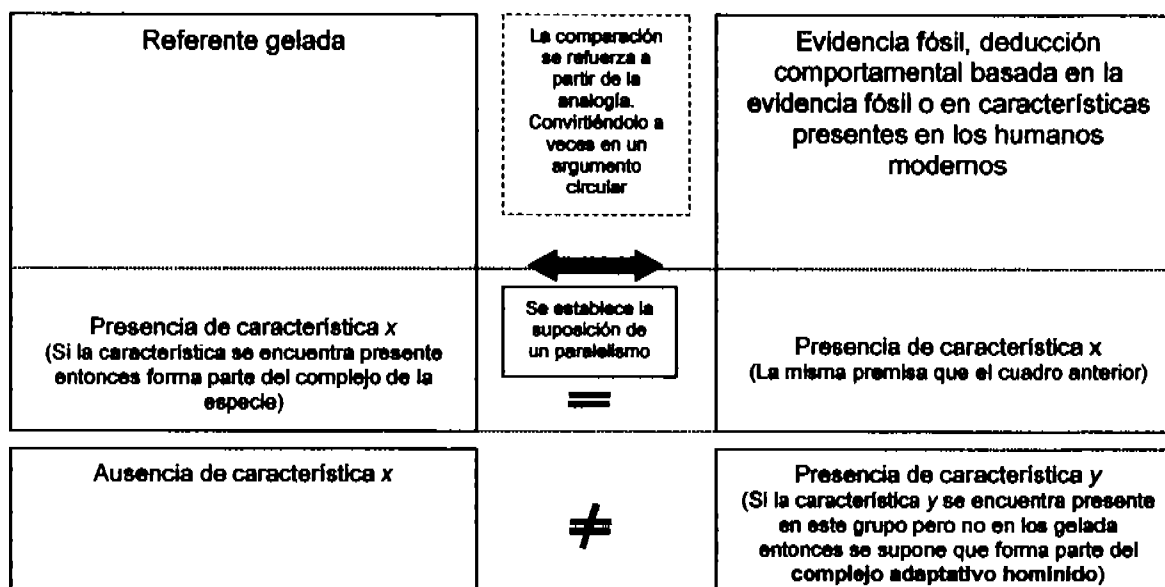 Referente gelada
La comparación
se refuerza a
partir de la
analogía.
Convirtiéndolo a
veces en un
argumento
circular
Evidencia fósil, deducción
comportamental basada en la
evidencia fósil o en características
presentes en los humanos
modernos
Presencia de característica x
(Si la característica se encuentra presente
entonces forma parte del complejo de la
especie)
Se establece la
suposición de
un paralelismo
=
Presencia de característica x
(La misma premisa que el cuadro anterior)
Ausencia de característica x
≠
Presencia de característica y
(Si la característica y se encuentra presente
en este grupo pero no en los gelada
entonces se supone que forma parte del
complejo adaptativo homínido)